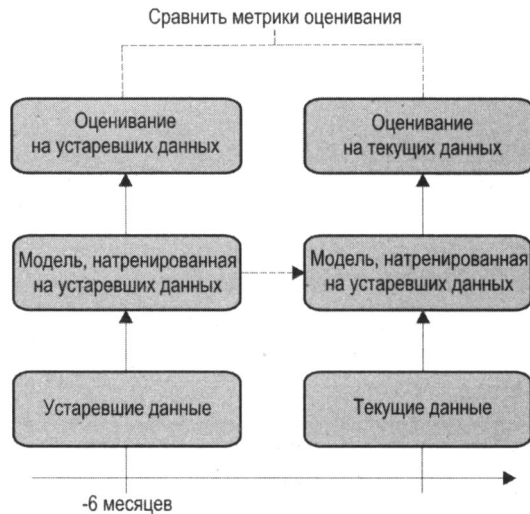 Сравнить метрики оценивания
Оценивание
на устаревших данных
Оценивание
на текущих данных
Модель, натренированная
на устаревших данных
Модель, натренированная
на устаревших данных
Устаревшие данные
Текущие данные
-6 месяцев